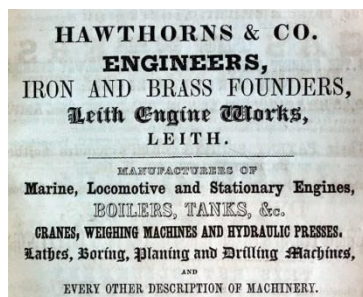 HAWTHORNS & CO.
ENGINEERS,
IRON AND BRASS FOUNDERS,
Leith Engine Works,
LEITH.
MANUFACTURERS OF
Marine, Locomotive and Stationary Engines,
BOILERS, TANKS, &c.
CRANES, WEIGHING MACHINES AND HYDRAULIC PRESSES.
Lathes, Boring, Planing and Drilling Machines,
AND
EVERY OTHER DESCRIPTION OF MACHINERY.